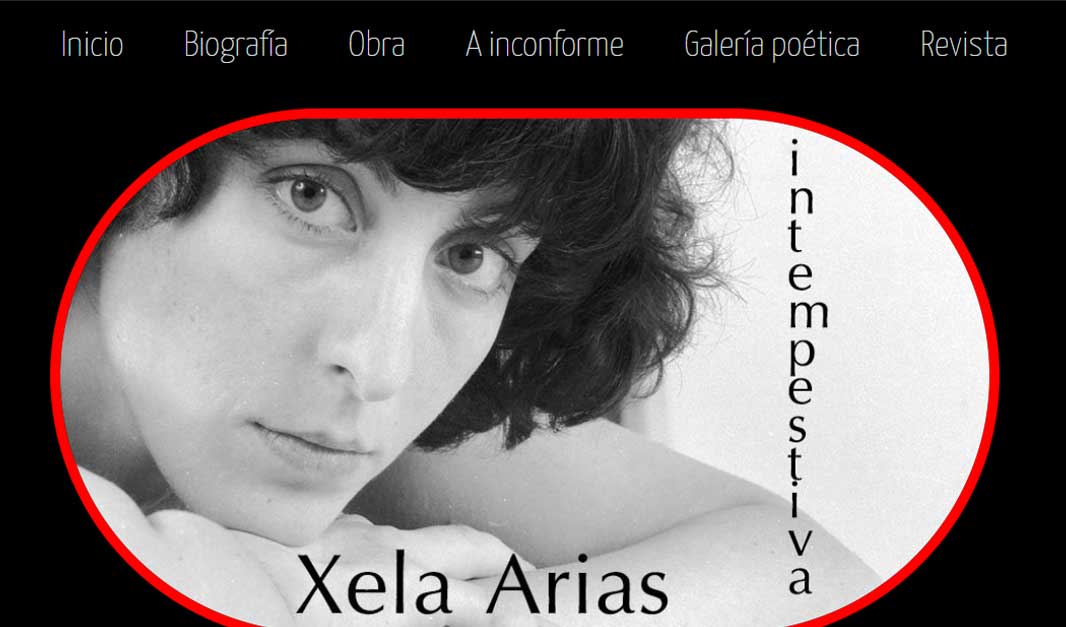 Inicio Biografía Obra A inconforme Galería poética Revista
intempestiva
Xela Arias